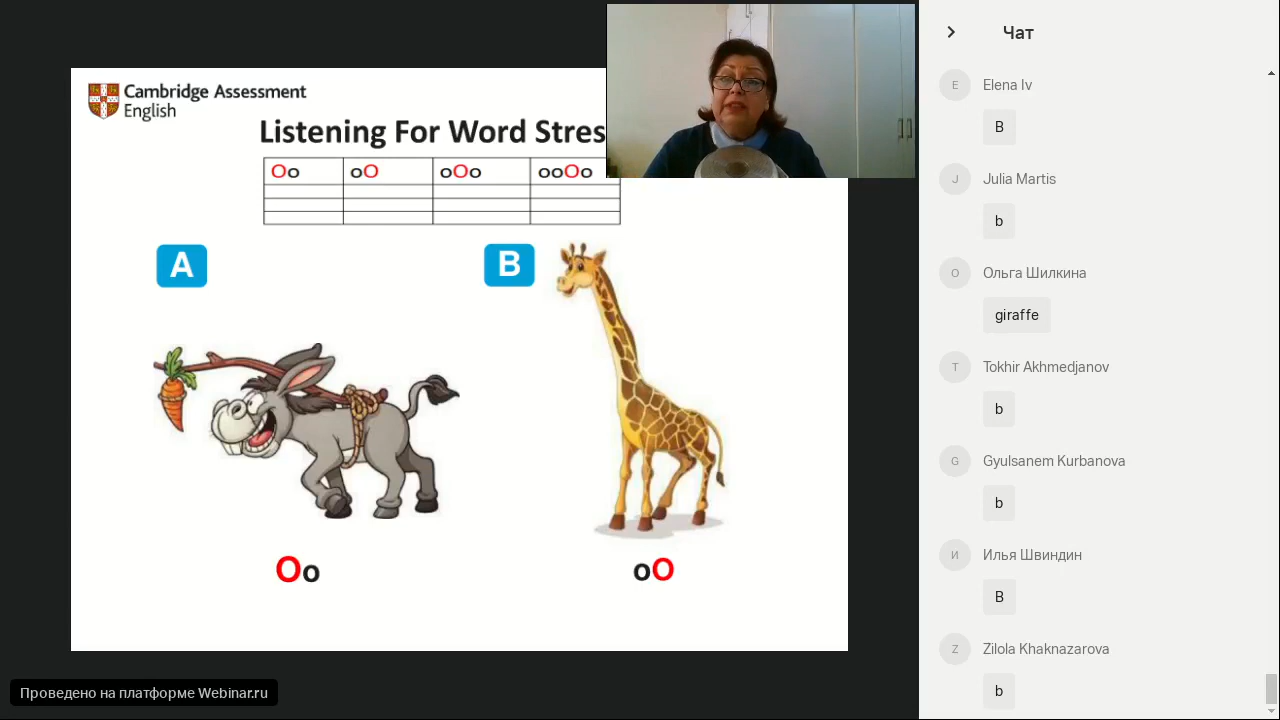 Cambridge Assessment
English
Listening For Word Stres
Oo oO oOo ooOo
A
B
Oo
oO
Проведено на платформе Webinar.ru
Чат
E Elena Iv
B
J Julia Martis
b
О Ольга Шилкина
giraffe
T Tokhir Akhmedjanov
b
G Gyulsanem Kurbanova
b
И Илья Швиндин
B
Z Zilola Khaknazarova
b